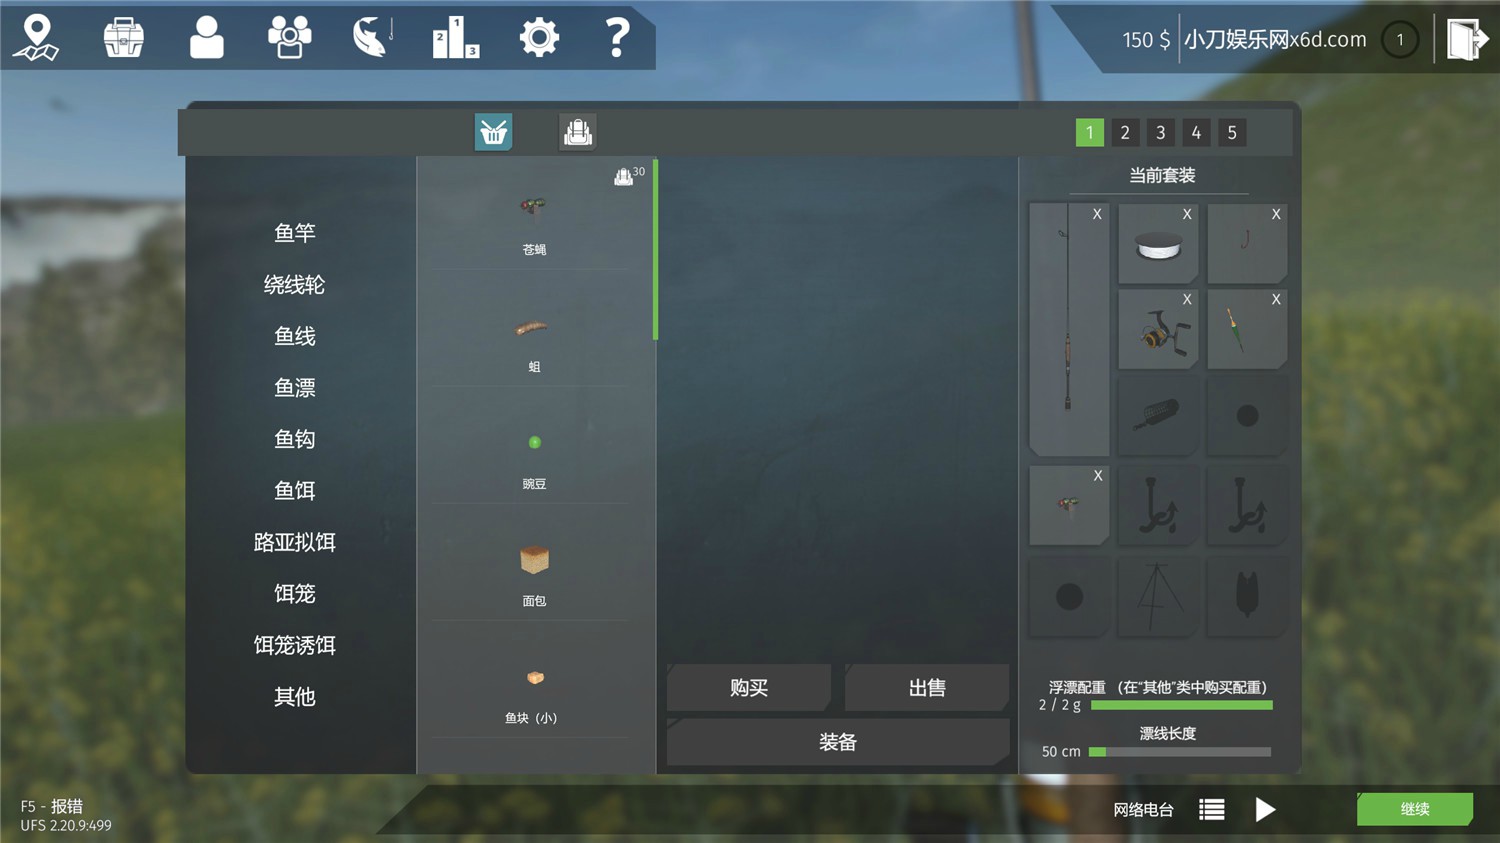 2 1 3 ?
150 $ 小刀娱乐网x6d.com 1
1 2 3 4 5
当前套装
30
X X X
X X
X
苍蝇
蛆
豌豆
面包
鱼块（小）
鱼竿
绕线轮
鱼线
鱼漂
鱼钩
鱼饵
路亚拟饵
饵笼
饵笼诱饵
其他
购买 出售
装备
浮漂配重 （在“其他”类中购买配重）
2 / 2 g
漂线长度
50 cm
F5 - 报错
UFS 2.20.9:499
网络电台
继续